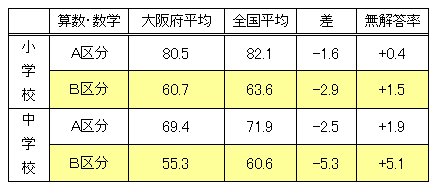 算数・数学 大阪府平均 全国平均 差 無解答率
小学校
A区分 80.5 82.1 −1.6 +0.4
B区分 60.7 63.6 −2.9 +1.5
中学校
A区分 69.4 71.9 −2.5 +1.9
B区分 55.3 60.6 −5.3 +5.1